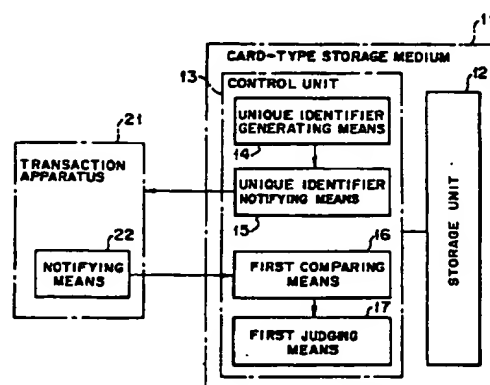 11
CARD-TYPE STORAGE MEDIUM
12
13
CONTROL UNIT
21
UNIQUE IDENTIFIER
GENERATING MEANS
14
TRANSACTION
APPARATUS
UNIQUE IDENTIFIER
NOTIFYING MEANS
15
STORAGE UNIT
22
16
NOTIFYING
MEANS
FIRST COMPARING
MEANS
17
FIRST JUDGING
MEANS